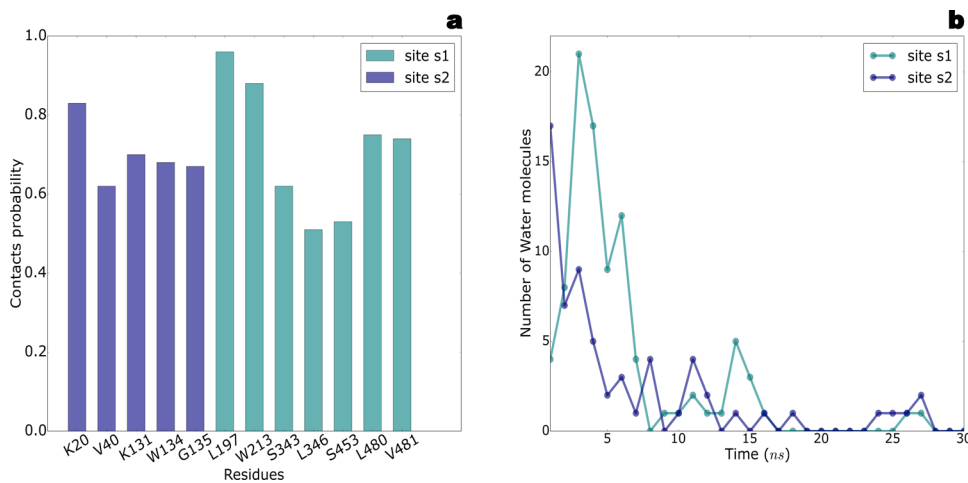 a
1.0
0.8
0.6
0.4
0.2
0.0
Contacts probability
site s1
site s2
K20 V40 K131 W134 G135 L197 W213 S343 L346 S453 L480 V481
Residues
b
20
15
10
5
0
Number of Water molecules
site s1
site s2
5 10 15 20 25 30
Time (ns)